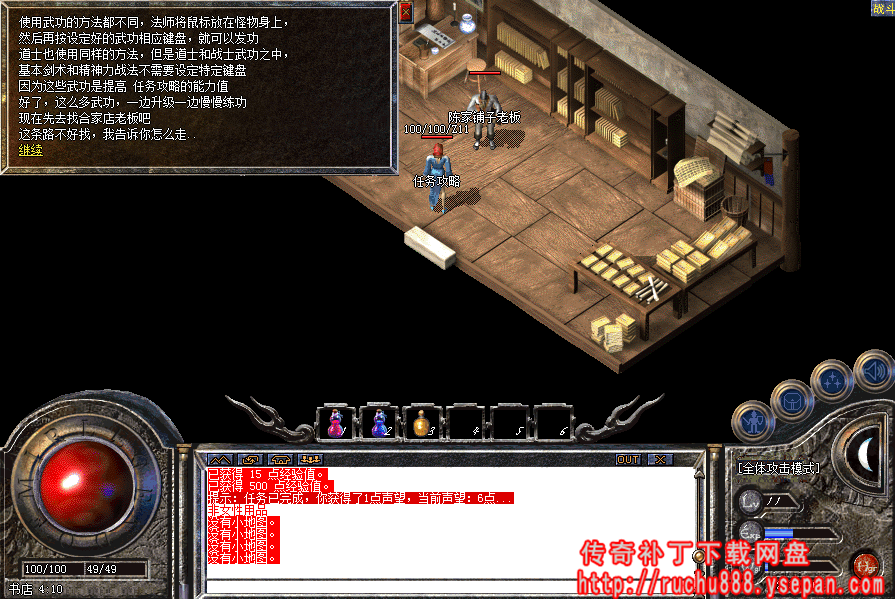 使用武功的方法都不同，法师将鼠标放在怪物身上，
然后再按设定好的武功相应键盘，就可以发功
道士也使用同样的方法，但是道士和战士武功之中，
基本剑术和精神力战法不需要设定特定键盘
因为这些武功是提高 任务攻略的能力值
好了，这么多武功，一边升级一边慢慢练功
现在先去找合家店老板吧
这条路不好找，我告诉你怎么走..
继续
战斗
陈家铺子老板
100/100/Z11
任务攻略
1 2 3 4 5 6
OUT
已获得 15 点经验值。
已获得 500 点经验值。
提示：任务已完成，你获得了1点声望，当前声望：6点...
非女性用品
没有小地图。
没有小地图。
没有小地图。
没有小地图。
[全体攻击模式]
Lv
Exp
100/100 49/49
书店 4:10
传奇补丁下载网盘
http://ruchu888.ysepan.com